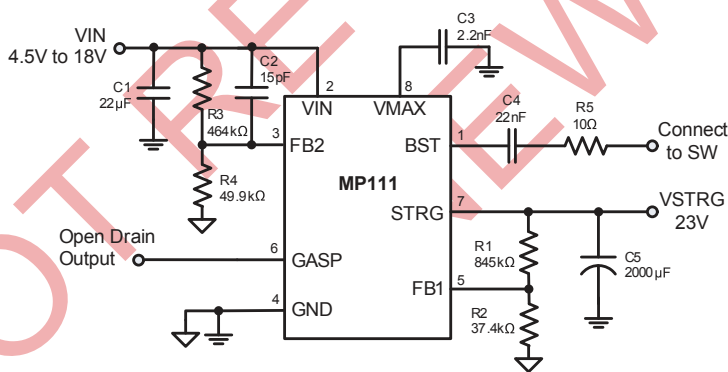 VIN
4.5V to 18V
C1
22µF
R3
464kΩ
C2
15pF
R4
49.9kΩ
C3
2.2nF
2
8
VIN
VMAX
3
FB2
MP111
BST
1
C4
22nF
R5
10Ω
Connect
to SW
STRG
7
VSTRG
23V
R1
845kΩ
C5
2000µF
Open Drain
Output
6
GASP
FB1
5
R2
37.4kΩ
4
GND